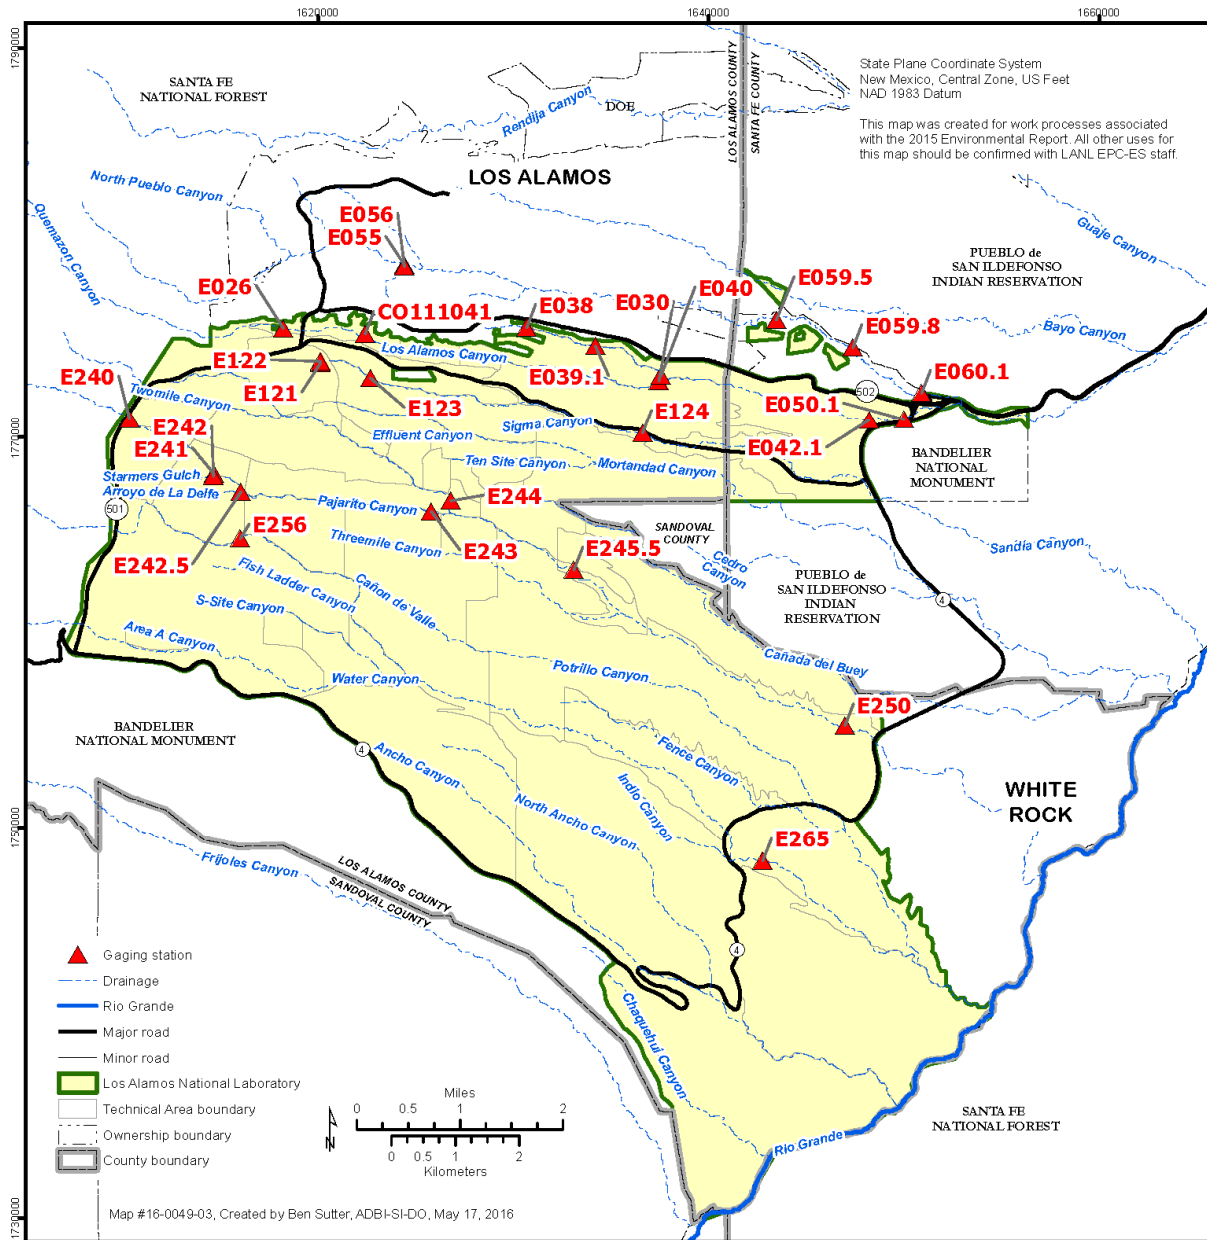 1620000
1640000
1660000
1790000
1770000
1750000
1730000
State Plane Coordinate System
New Mexico, Central Zone, US Feet
NAD 1983 Datum
This map was created for work processes associated
with the 2015 Environmental Report. All other uses for
this map should be confirmed with LANL EPC-ES staff.
SANTA FE
NATIONAL FOREST
DOE
Rendija Canyon
LOS ALAMOS COUNTY
SANTA FE COUNTY
LOS ALAMOS
North Pueblo Canyon
Quemazon Canyon
Guaje Canyon
PUEBLO de
SAN ILDEFONSO
INDIAN RESERVATION
Bayo Canyon
E056
E055
E026
CO111041
E038
E030
E040
E059.5
E059.8
E060.1
E050.1
E042.1
E039.1
E122
E121
E123
E124
E240
E242
E241
Los Alamos Canyon
Twomile Canyon
Effluent Canyon
Sigma Canyon
Ten Site Canyon
Mortandad Canyon
502
BANDELIER
NATIONAL
MONUMENT
Starmers Gulch
Arroyo de La Delfe
501
Pajarito Canyon
E244
E243
E256
E242.5
E245.5
Threemile Canyon
SANDOVAL
COUNTY
Cedro
Canyon
Sandia Canyon
PUEBLO de
SAN ILDEFONSO
INDIAN
RESERVATION
4
Fish Ladder Canyon
Cañon de Valle
S-Site Canyon
Area A Canyon
Water Canyon
Potrillo Canyon
Cañada del Buey
E250
BANDELIER
NATIONAL MONUMENT
4
Ancho Canyon
North Ancho Canyon
Indio Canyon
Fence Canyon
WHITE
ROCK
E265
Frijoles Canyon
LOS ALAMOS COUNTY
SANDOVAL COUNTY
4
Chaquehui Canyon
Rio Grande
SANTA FE
NATIONAL FOREST
Gaging station
Drainage
Rio Grande
Major road
Minor road
Los Alamos National Laboratory
Technical Area boundary
Ownership boundary
County boundary
N
Miles
0 0.5 1 2
0 0.5 1 2
Kilometers
Map #16-0049-03, Created by Ben Sutter, ADBI-SI-DO, May 17, 2016